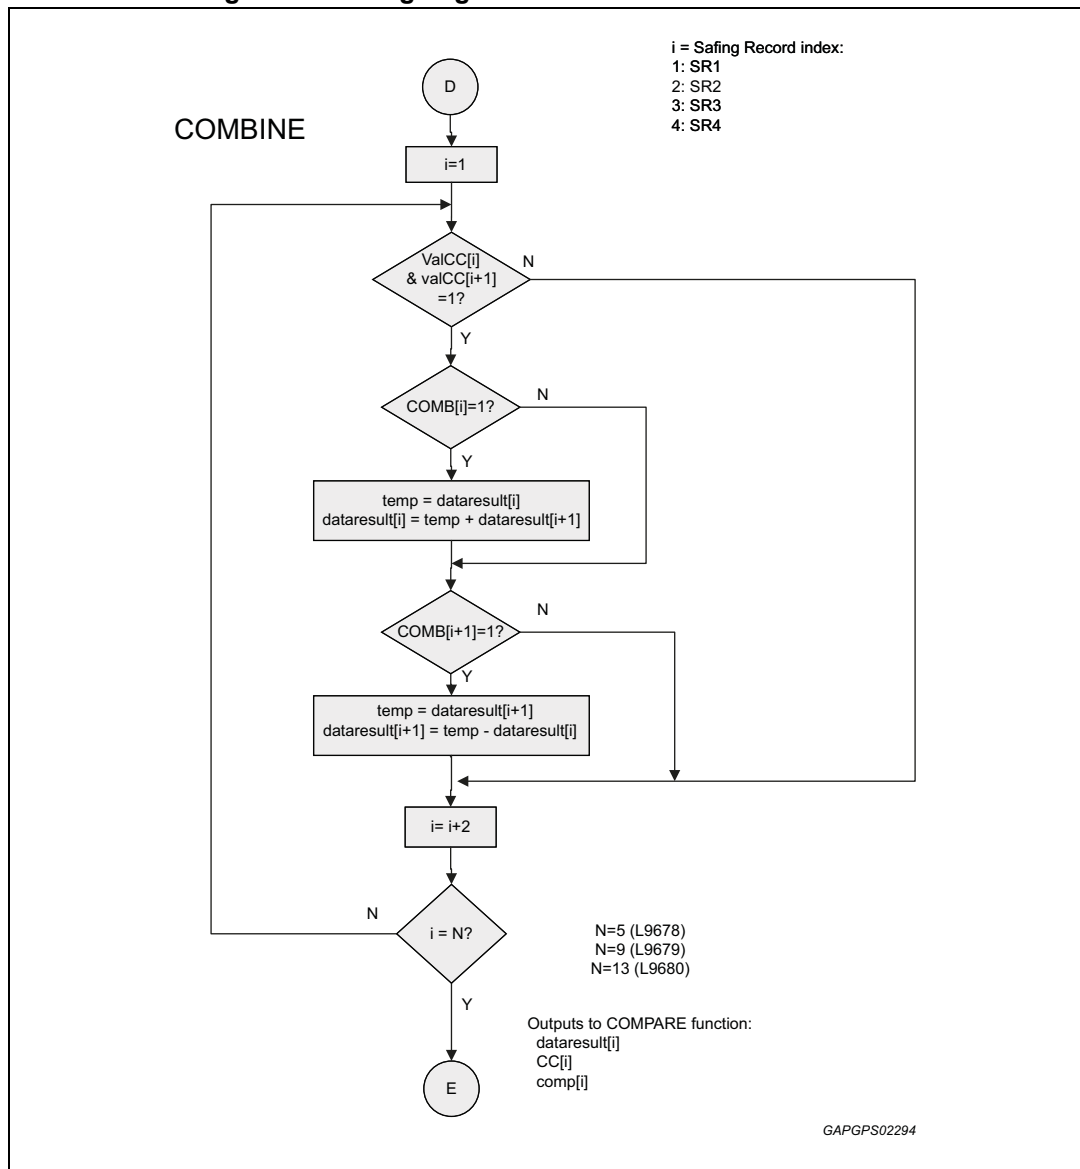 i = Safing Record index:
1: SR1
2: SR2
3: SR3
4: SR4
D
COMBINE
i=1
ValCC[i]
& valCC[i+1]
=1?
N
Y
COMB[i]=1?
N
Y
temp = dataresult[i]
dataresult[i] = temp + dataresult[i+1]
COMB[i+1]=1?
N
Y
temp = dataresult[i+1]
dataresult[i+1] = temp - dataresult[i]
i= i+2
N
i = N?
N=5 (L9678)
N=9 (L9679)
N=13 (L9680)
Y
Outputs to COMPARE function:
dataresult[i]
CC[i]
comp[i]
E
GAPGPS02294